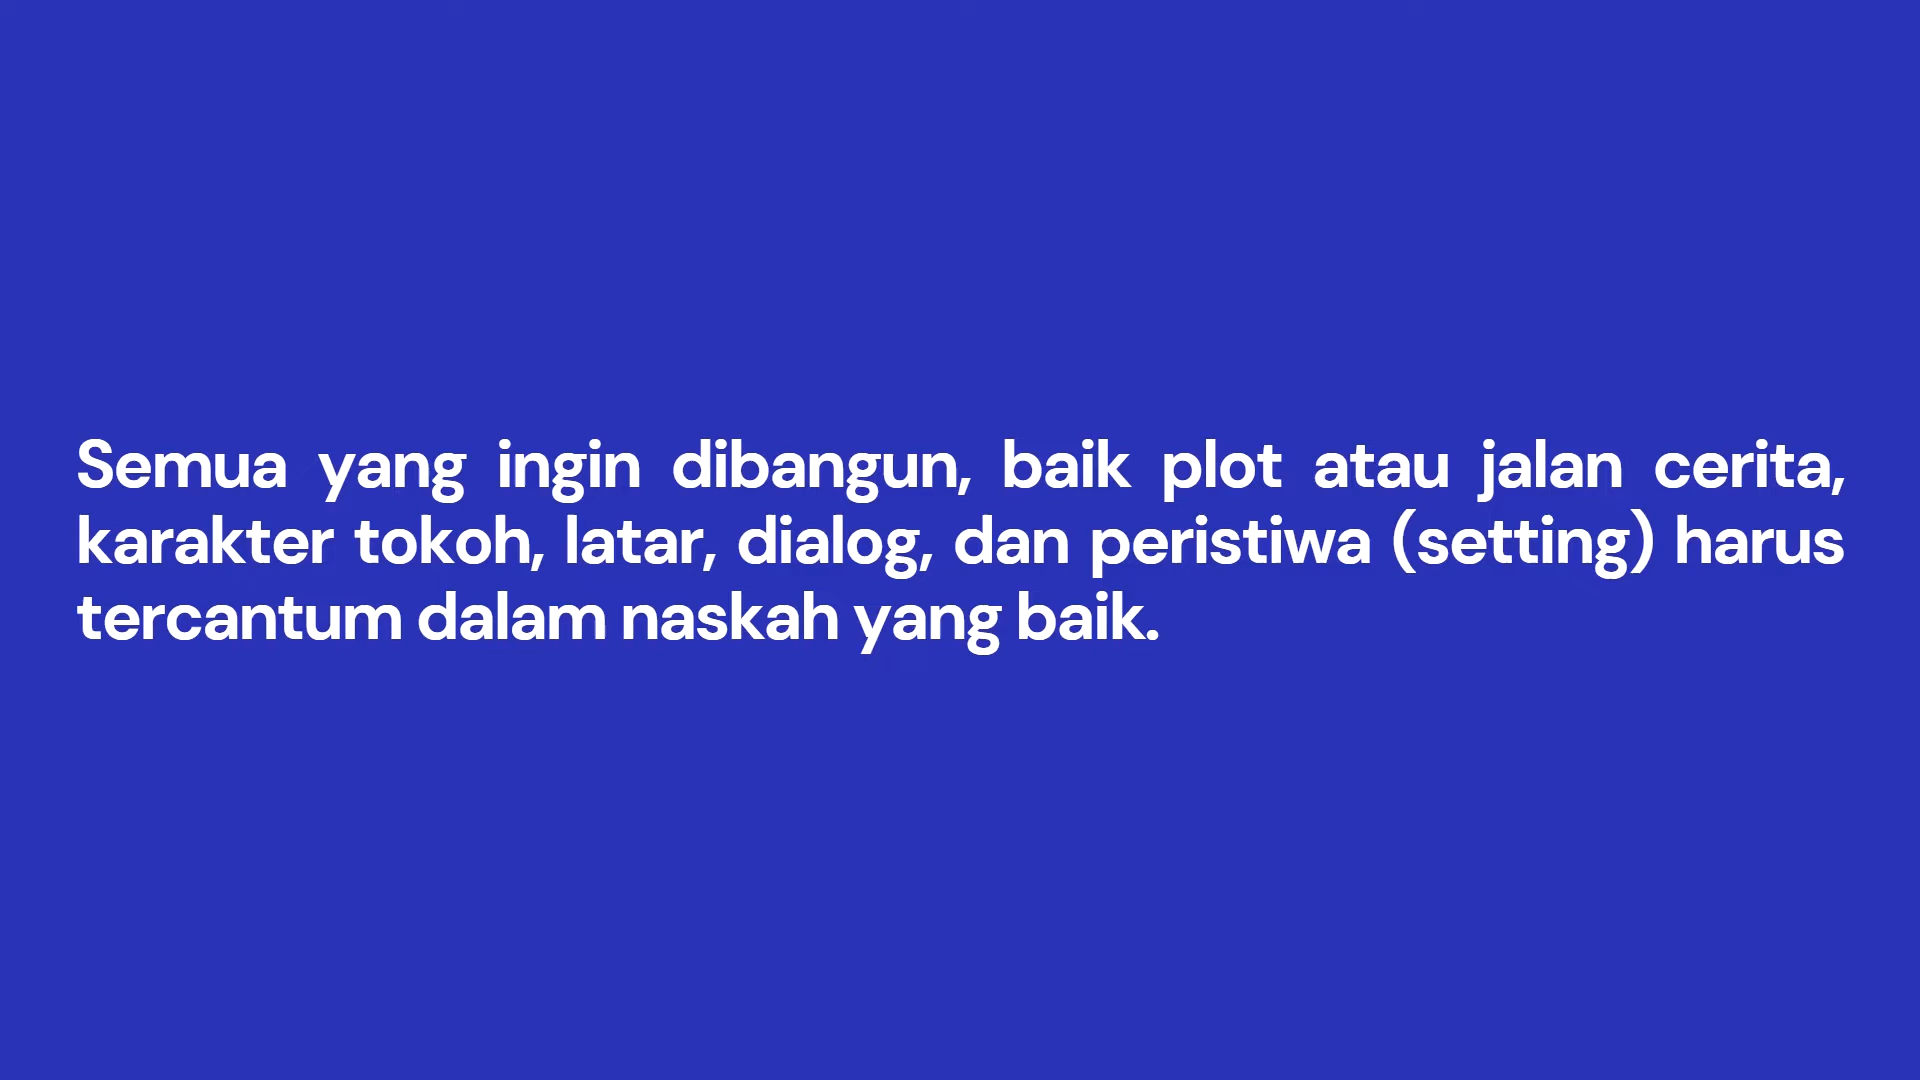 Semua yang ingin dibangun, baik plot atau jalan cerita,
karakter tokoh, latar, dialog, dan peristiwa (setting) harus
tercantum dalam naskah yang baik.